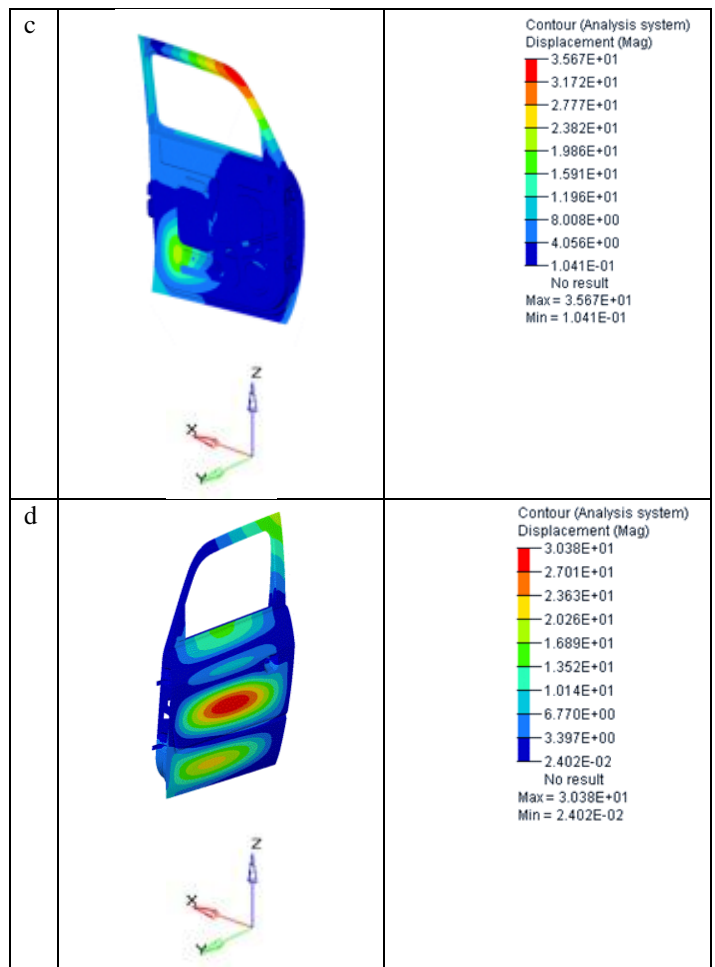 c
Contour (Analysis system)
Displacement (Mag)
3.567E+01
3.172E+01
2.777E+01
2.382E+01
1.986E+01
1.591E+01
1.196E+01
8.008E+00
4.056E+00
1.041E-01
No result
Max = 3.567E+01
Min = 1.041E-01
Z
X
Y
d
Contour (Analysis system)
Displacement (Mag)
3.038E+01
2.701E+01
2.363E+01
2.026E+01
1.689E+01
1.352E+01
1.014E+01
6.770E+00
3.397E+00
2.402E-02
No result
Max = 3.038E+01
Min = 2.402E-02
Z
X
Y